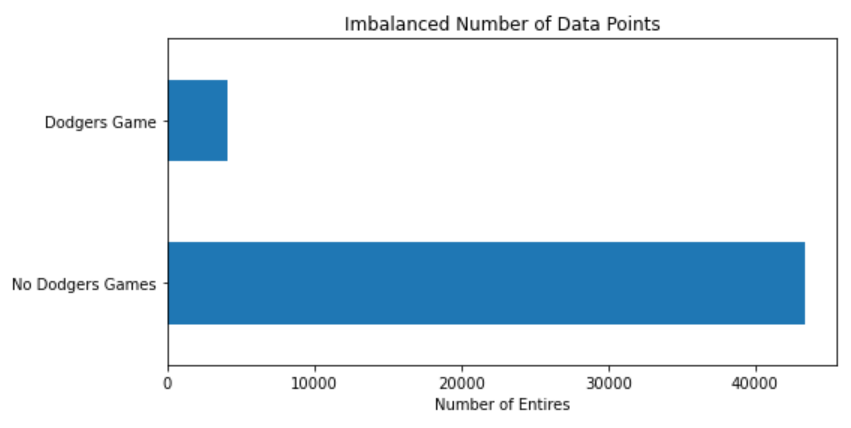 Imbalanced Number of Data Points
Dodgers Game
No Dodgers Games
0 10000 20000 30000 40000
Number of Entires